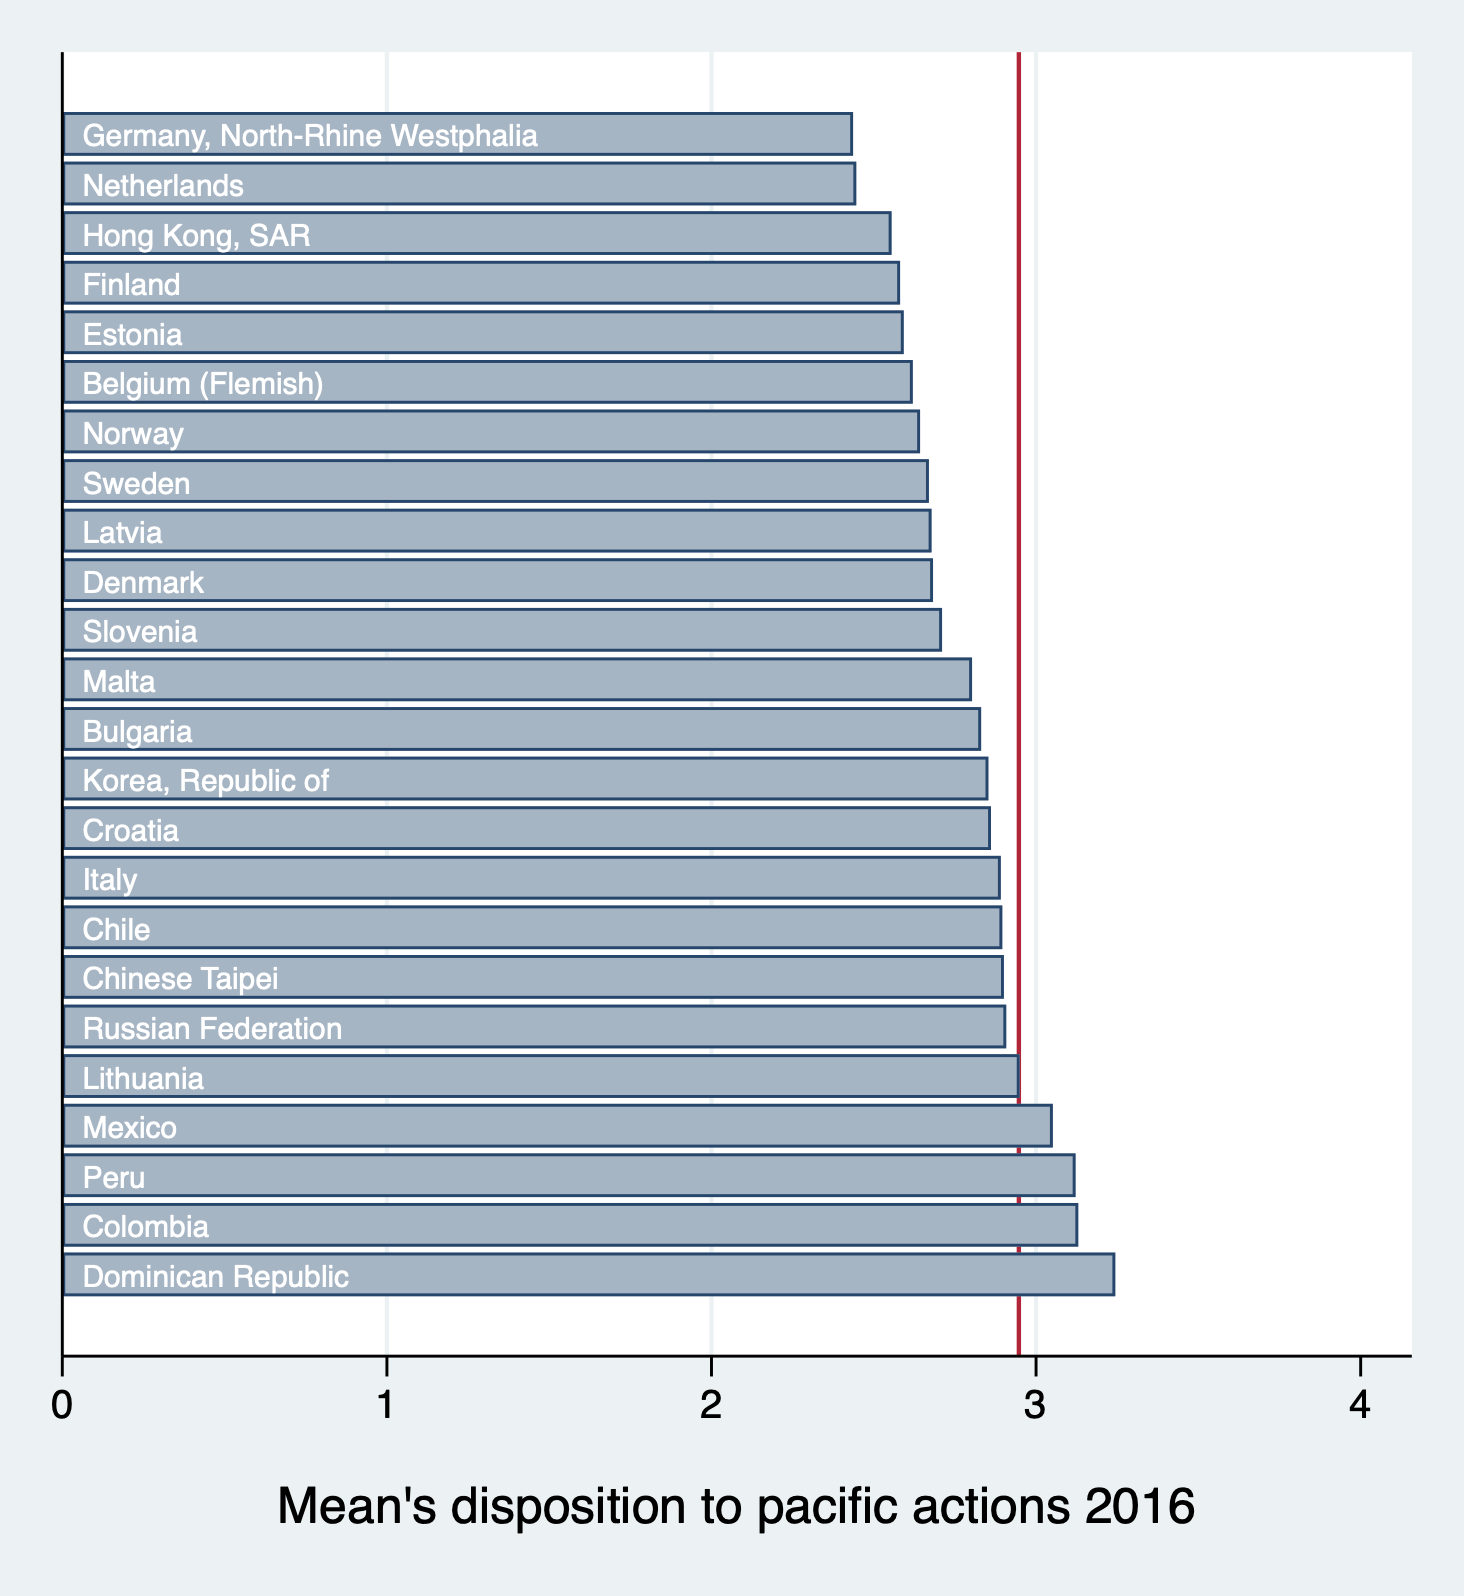 Germany, North-Rhine Westphalia
Netherlands
Hong Kong, SAR
Finland
Estonia
Belgium (Flemish)
Norway
Sweden
Latvia
Denmark
Slovenia
Malta
Bulgaria
Korea, Republic of
Croatia
Italy
Chile
Chinese Taipei
Russian Federation
Lithuania
Mexico
Peru
Colombia
Dominican Republic
0 1 2 3 4
Mean's disposition to pacific actions 2016